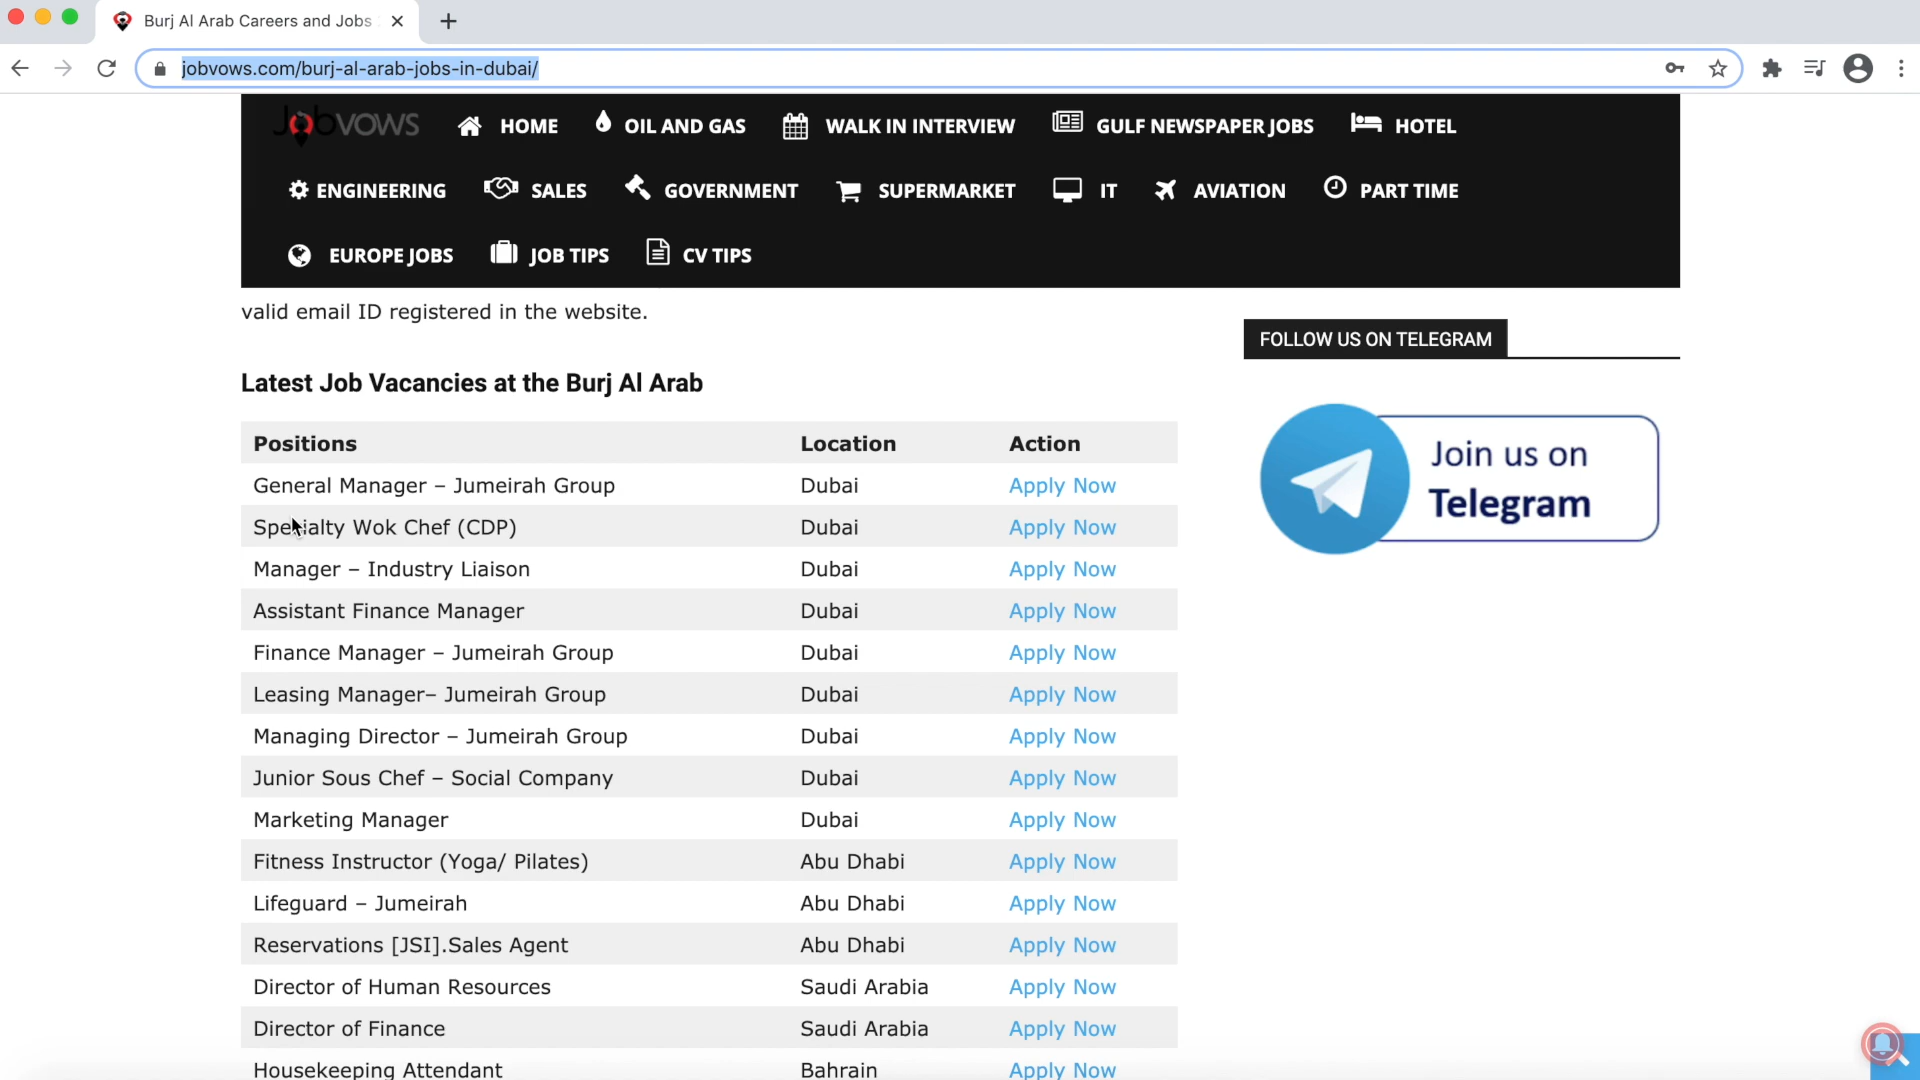 Burj Al Arab Careers and Jobs
jobvows.com/burj-al-arab-jobs-in-dubai/
JobVOWS HOME OIL AND GAS WALK IN INTERVIEW GULF NEWSPAPER JOBS HOTEL
ENGINEERING SALES GOVERNMENT SUPERMARKET IT AVIATION PART TIME
EUROPE JOBS JOB TIPS CV TIPS
valid email ID registered in the website.
Latest Job Vacancies at the Burj Al Arab
Positions Location Action
General Manager – Jumeirah Group Dubai Apply Now
Specialty Wok Chef (CDP) Dubai Apply Now
Manager – Industry Liaison Dubai Apply Now
Assistant Finance Manager Dubai Apply Now
Finance Manager – Jumeirah Group Dubai Apply Now
Leasing Manager– Jumeirah Group Dubai Apply Now
Managing Director – Jumeirah Group Dubai Apply Now
Junior Sous Chef – Social Company Dubai Apply Now
Marketing Manager Dubai Apply Now
Fitness Instructor (Yoga/ Pilates) Abu Dhabi Apply Now
Lifeguard – Jumeirah Abu Dhabi Apply Now
Reservations [JSI].Sales Agent Abu Dhabi Apply Now
Director of Human Resources Saudi Arabia Apply Now
Director of Finance Saudi Arabia Apply Now
Housekeeping Attendant Bahrain Apply Now
FOLLOW US ON TELEGRAM
Join us on
Telegram